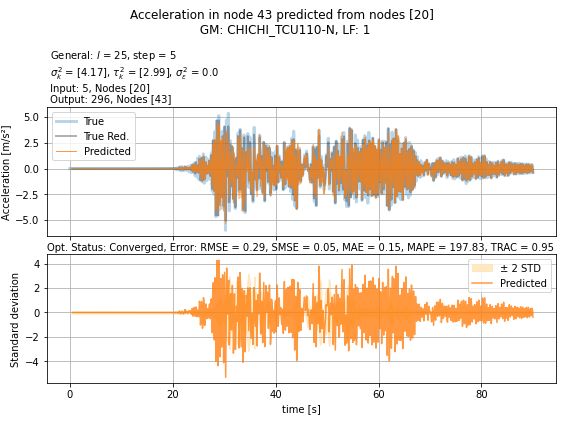 Acceleration in node 43 predicted from nodes [20]
GM: CHICHI_TCU110-N, LF: 1
General: l = 25, step = 5
σ²ₖ = [4.17], τ²ₖ = [2.99], σ²ε = 0.0
Input: 5, Nodes [20]
Output: 296, Nodes [43]
Acceleration [m/s²]
5.0
2.5
0.0
−2.5
−5.0
True
True Red.
Predicted
Opt. Status: Converged, Error: RMSE = 0.29, SMSE = 0.05, MAE = 0.15, MAPE = 197.83, TRAC = 0.95
Standard deviation
4
2
0
−2
−4
± 2 STD
Predicted
0 20 40 60 80
time [s]